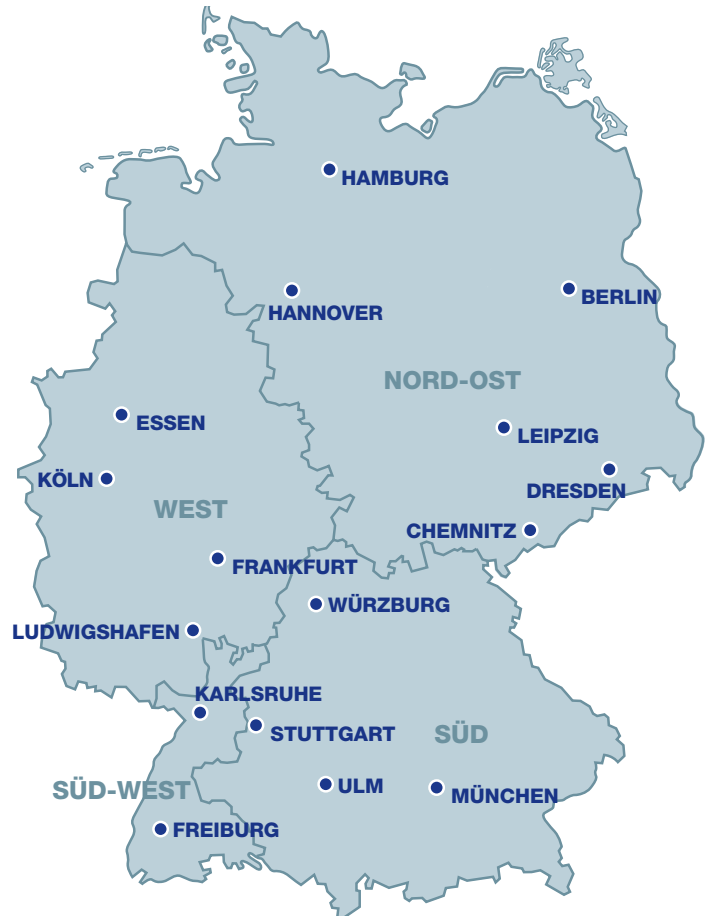 HAMBURG
HANNOVER
BERLIN
NORD-OST
ESSEN
LEIPZIG
KÖLN
DRESDEN
WEST
CHEMNITZ
FRANKFURT
WÜRZBURG
LUDWIGSHAFEN
KARLSRUHE
STUTTGART
SÜD
SÜD-WEST
ULM
MÜNCHEN
FREIBURG